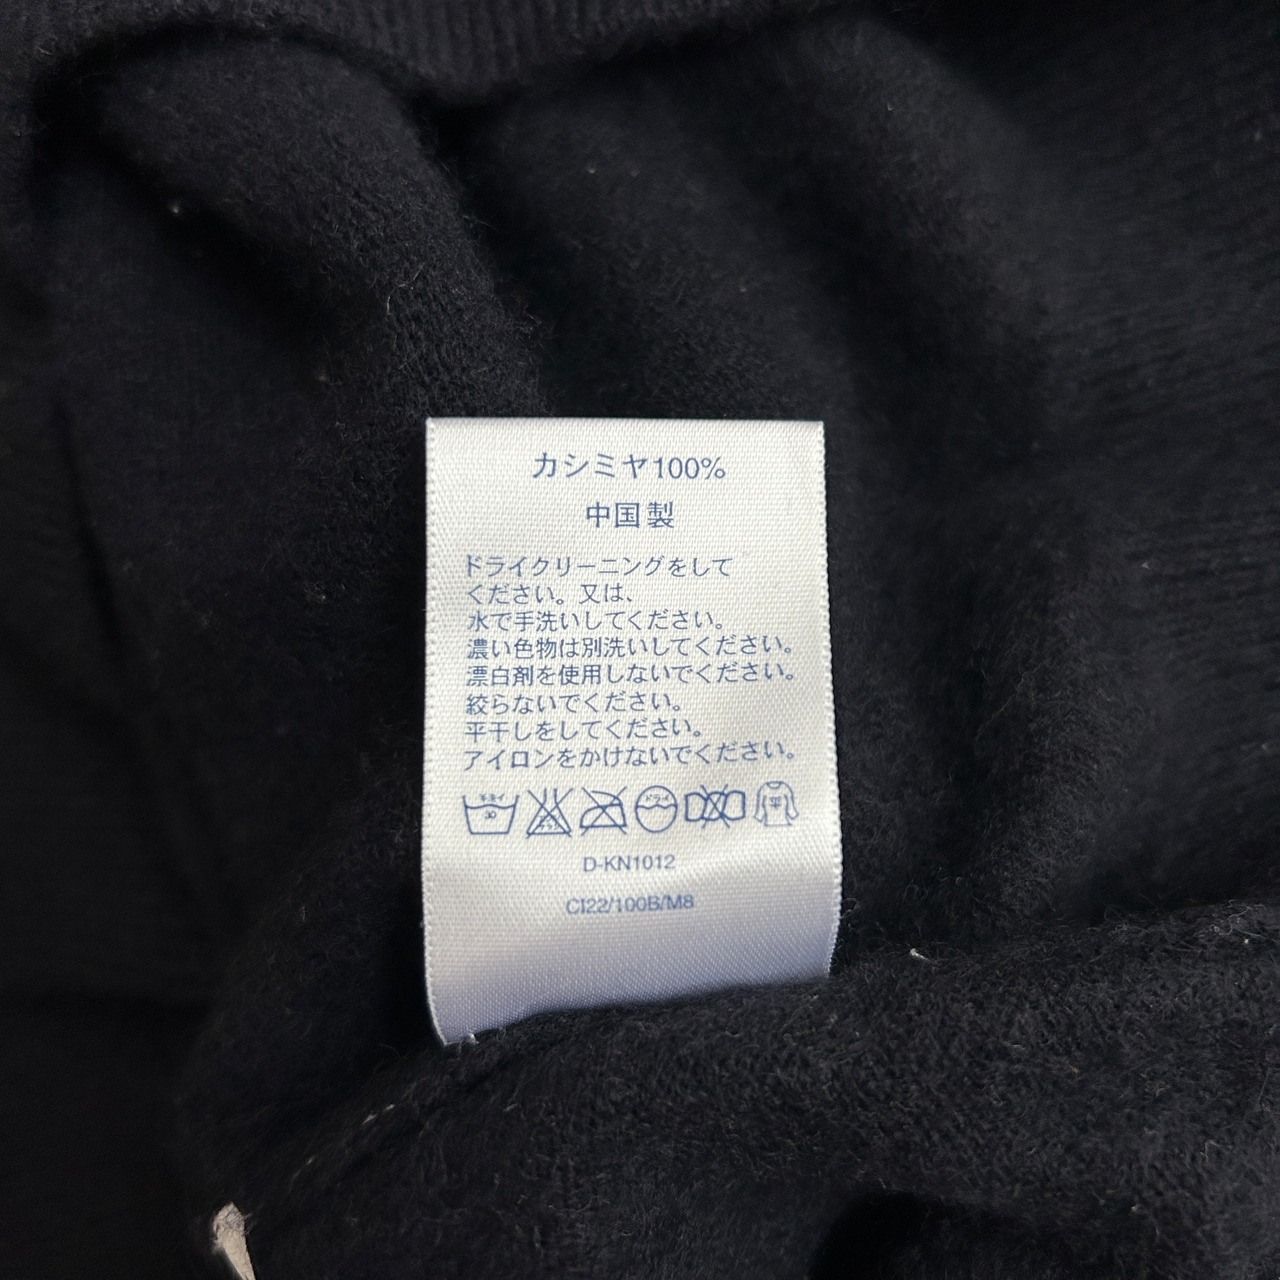 カシミヤ100%
中国製
ドライクリーニングをして
ください。又は、
水で手洗いしてください。
濃い色物は別洗いしてください。
漂白剤を使用しないでください。
絞らないでください。
平干しをしてください。
アイロンをかけないでください。
平
D-KN1012
CI22/100B/M8